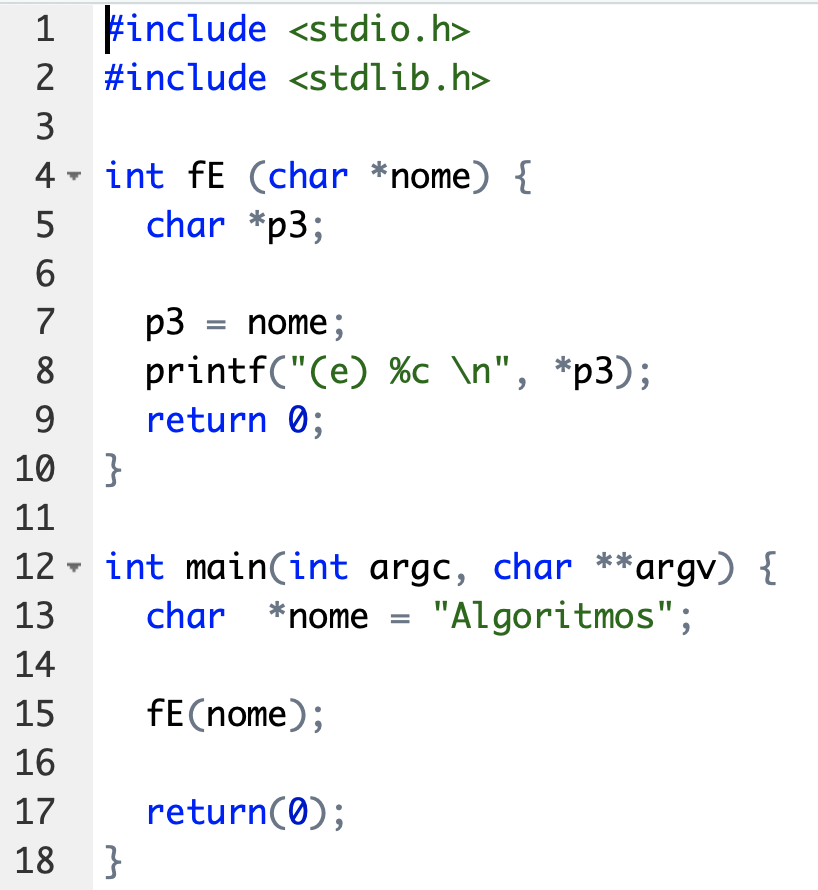 1 #include <stdio.h>
2 #include <stdlib.h>
3
4 int fE (char *nome) {
5   char *p3;
6
7   p3 = nome;
8   printf("(e) %c \n", *p3);
9   return 0;
10 }
11
12 int main(int argc, char **argv) {
13   char  *nome = "Algoritmos";
14
15   fE(nome);
16
17   return(0);
18 }